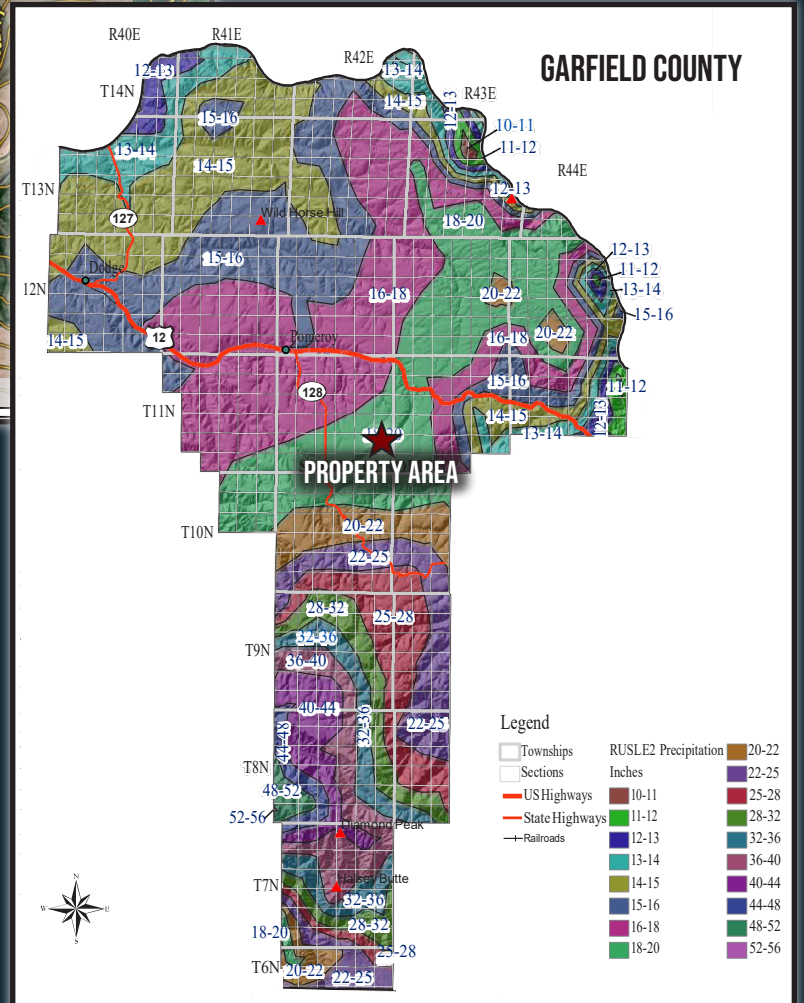 GARFIELD COUNTY
R40E
R41E
R42E
R43E
R44E
T14N
T13N
12N
T11N
T10N
T9N
T8N
T7N
T6N
12-13
13-14
15-16
14-15
13-14
14-15
12-13
10-11
11-12
12-13
127
Wild Horse Hill
18-20
Dodge
15-16
16-18
20-22
20-22
12-13
11-12
13-14
15-16
14-15
12
Pomeroy
16-18
15-16
11-12
128
14-15
12-13
13-14
18-20
PROPERTY AREA
20-22
22-25
28-32
25-28
32-36
36-40
40-44
32-36
22-25
44-48
48-52
52-56
Diamond Peak
Halsey Butte
32-36
28-32
18-20
25-28
20-22
22-25
N
W
E
S
Legend
Townships
Sections
US Highways
State Highways
Railroads
RUSLE2 Precipitation
Inches
10-11
11-12
12-13
13-14
14-15
15-16
16-18
18-20
20-22
22-25
25-28
28-32
32-36
36-40
40-44
44-48
48-52
52-56